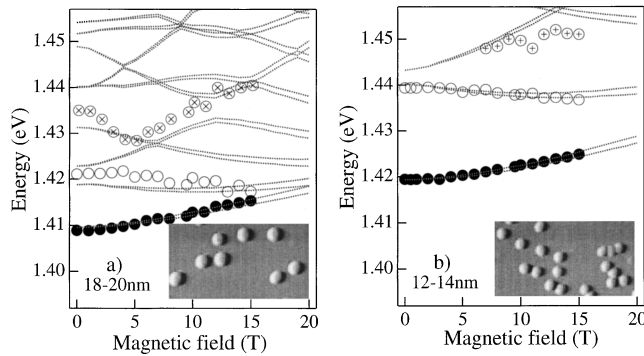 1.45
1.44
1.43
1.42
1.41
1.40
Energy (eV)
a)
18-20nm
0 5 10 15 20
Magnetic field (T)
1.45
1.44
1.43
1.42
1.41
1.40
Energy (eV)
b)
12-14nm
0 5 10 15 20
Magnetic field (T)